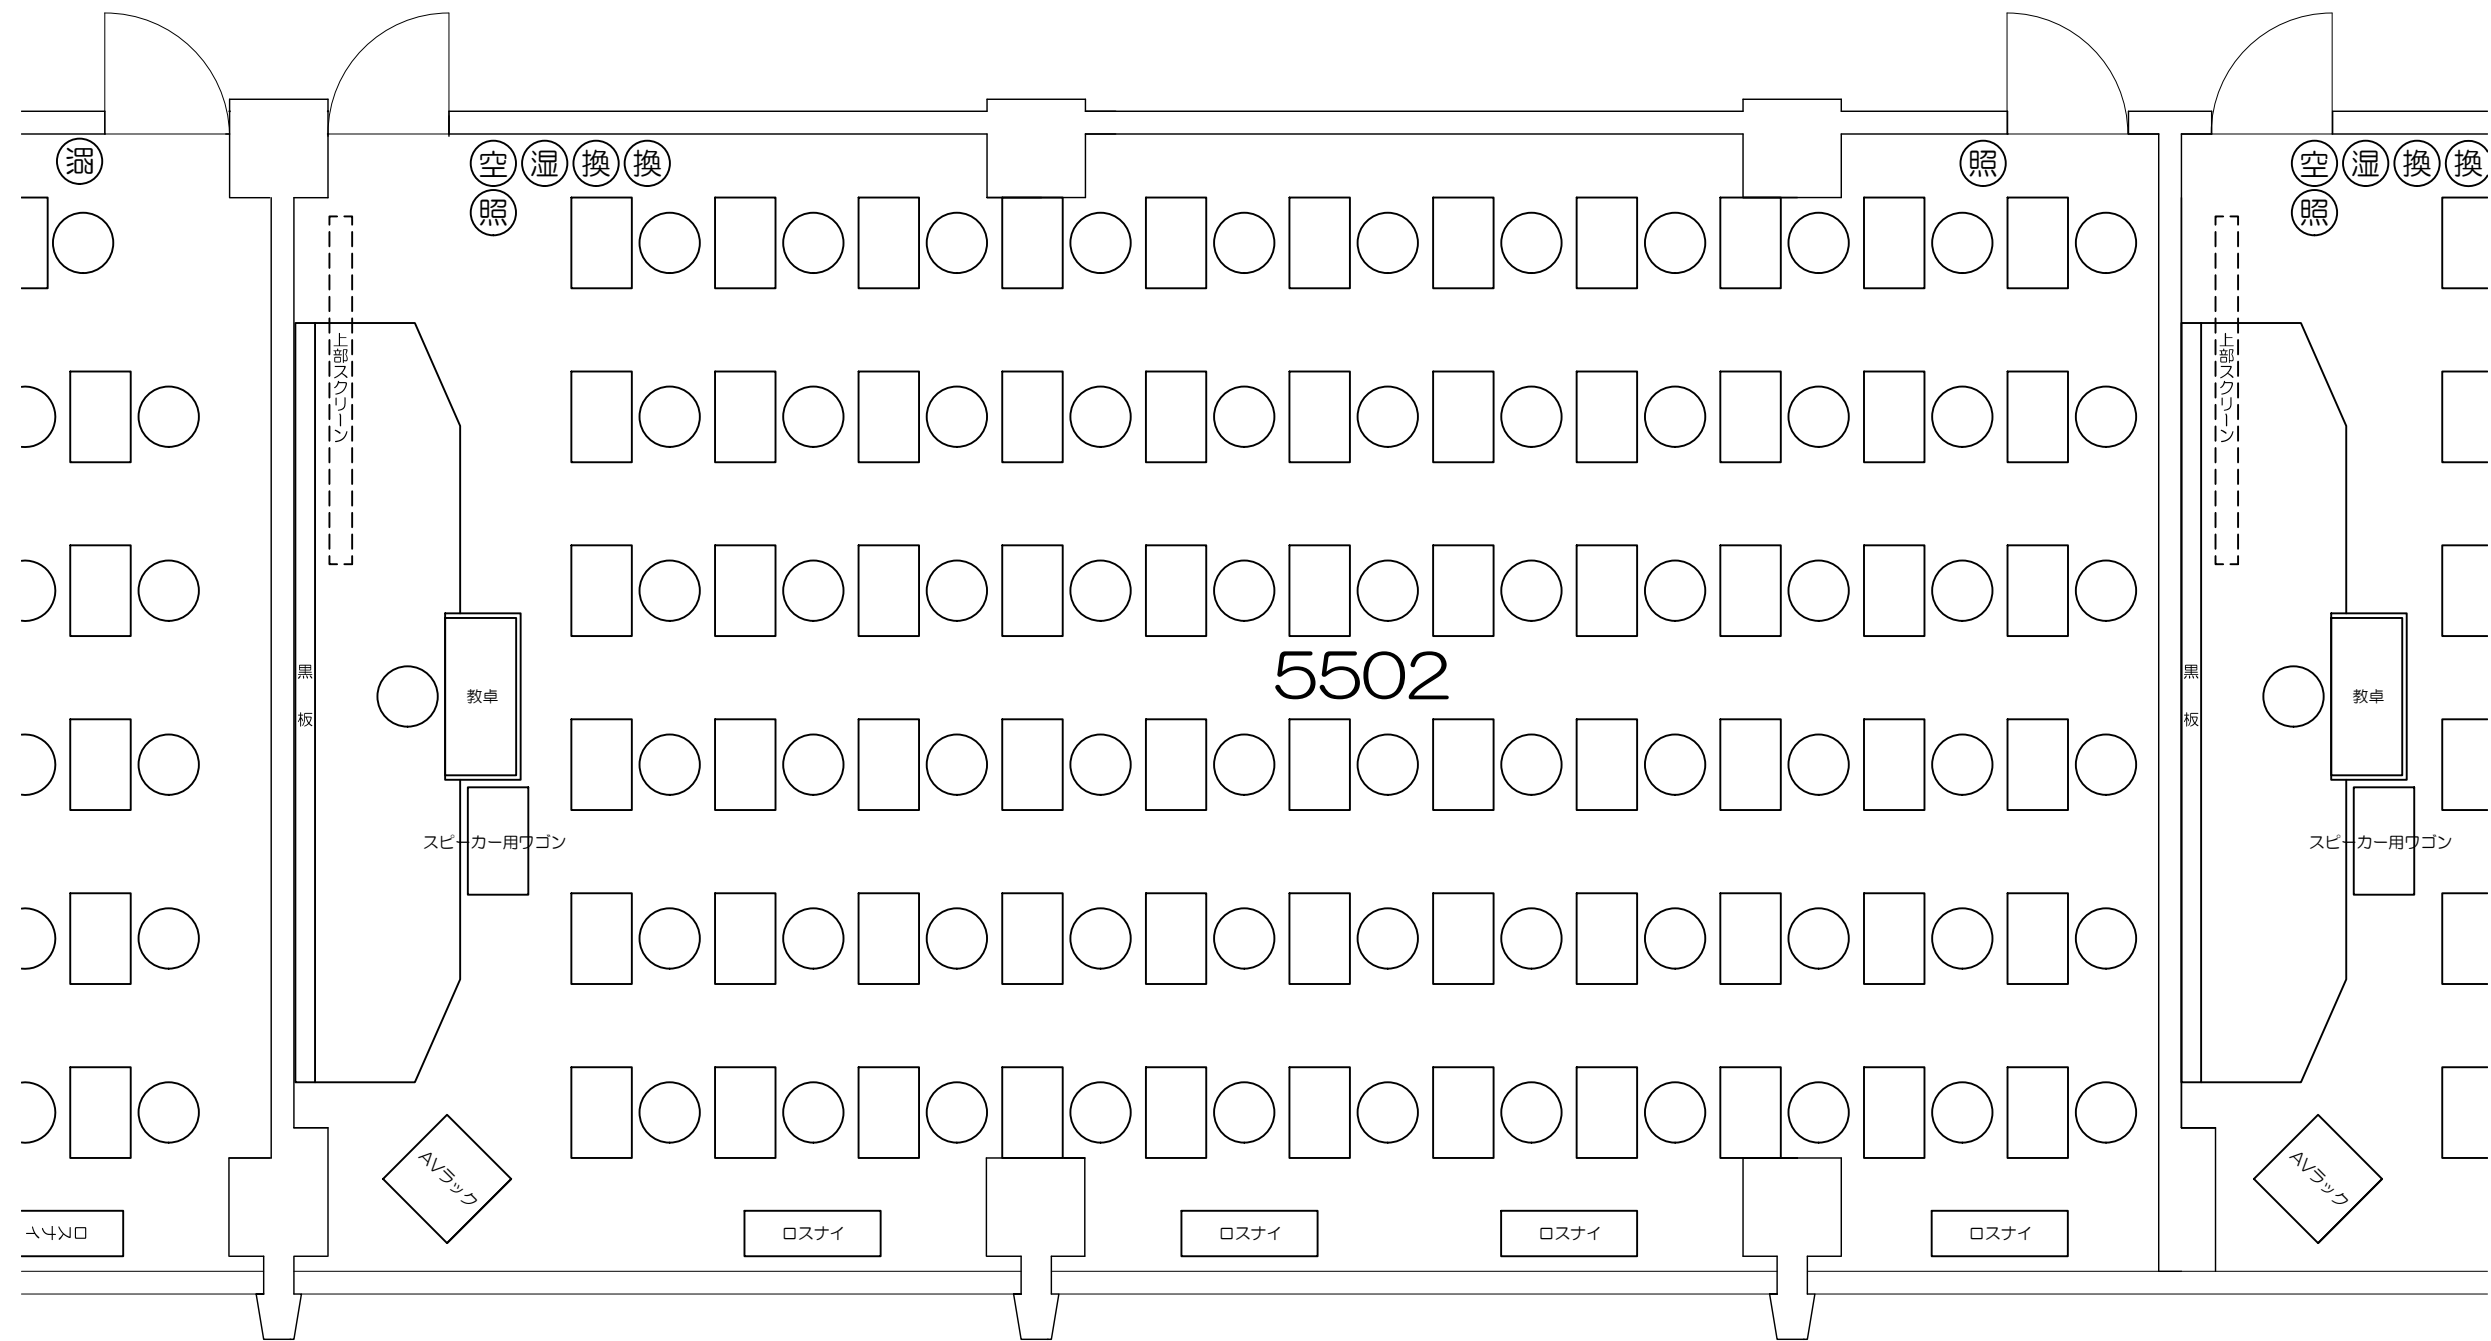 空 湿 換 換
照
照
空 湿 換 換
照
上部スクリーン
上部スクリーン
黒板
教卓
5502
黒板
教卓
スピーカー用ワゴン
スピーカー用ワゴン
AVラック
AVラック
ロスナイ
ロスナイ
ロスナイ
ロスナイ
ロスナイ